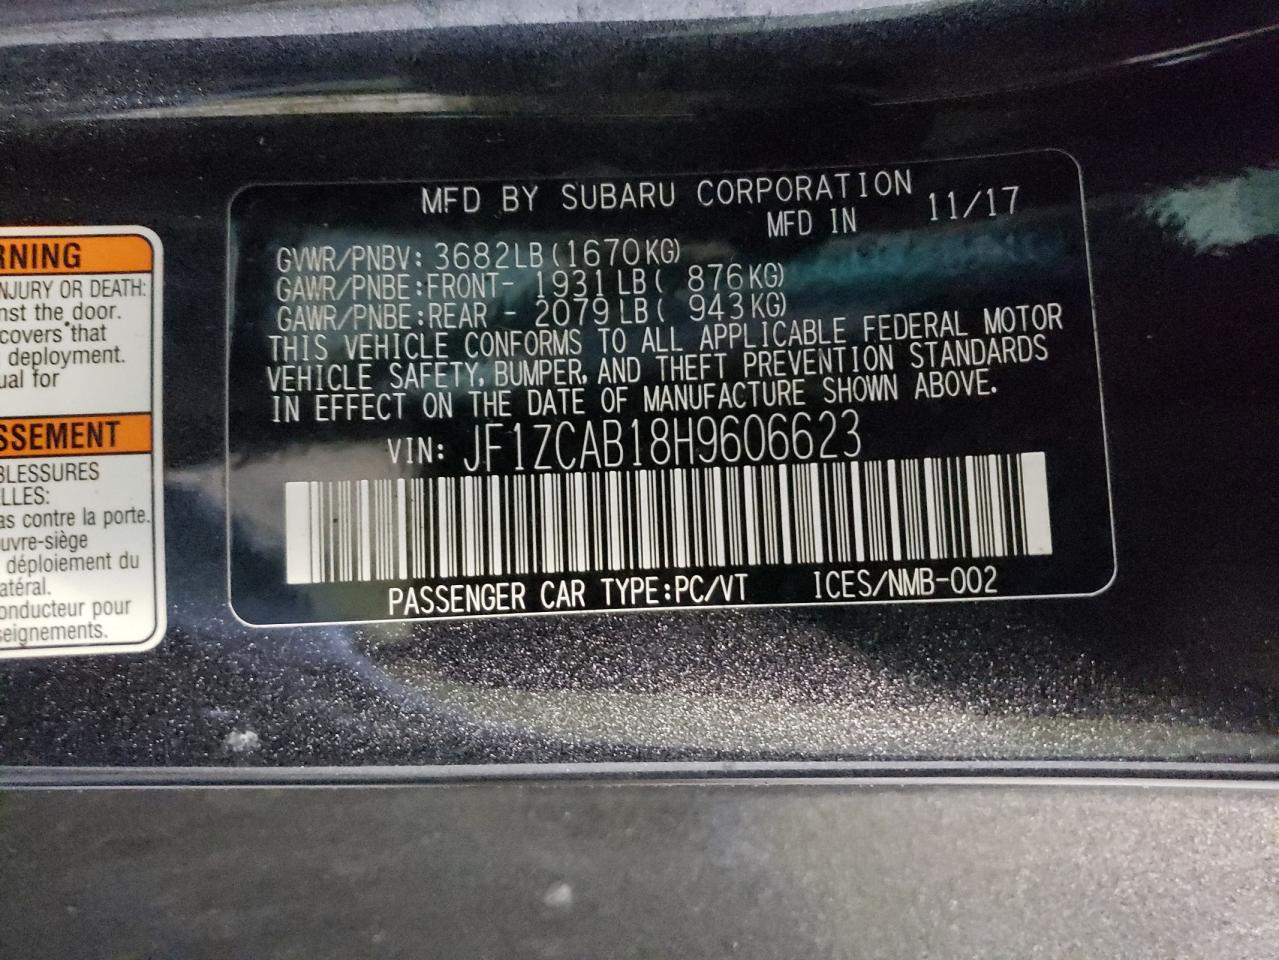 RNING
NJURY OR DEATH:
nst the door.
covers that
deployment.
ual for
SSEMENT
BLESSURES
LLES:
as contre la porte.
uvre-siège
déploiement du
atéral.
onducteur pour
seignements.
MFD BY SUBARU CORPORATION
MFD IN 11/17
GVWR/PNBV: 3682LB(1670KG)
GAWR/PNBE:FRONT- 1931LB( 876KG)
GAWR/PNBE:REAR - 2079LB( 943KG)
THIS VEHICLE CONFORMS TO ALL APPLICABLE FEDERAL MOTOR
VEHICLE SAFETY, BUMPER, AND THEFT PREVENTION STANDARDS
IN EFFECT ON THE DATE OF MANUFACTURE SHOWN ABOVE.
VIN: JF1ZCAB18H9606623
PASSENGER CAR TYPE:PC/VT ICES/NMB-002